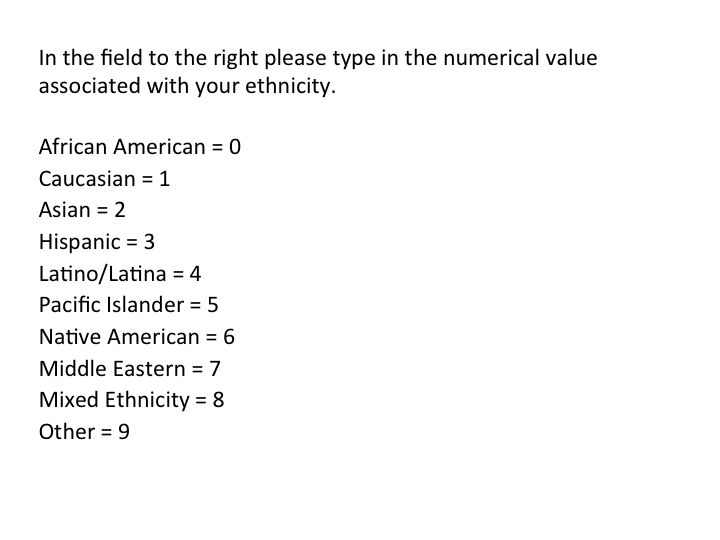 In the field to the right please type in the numerical value
associated with your ethnicity.
African American = 0
Caucasian = 1
Asian = 2
Hispanic = 3
Latino/Latina = 4
Pacific Islander = 5
Native American = 6
Middle Eastern = 7
Mixed Ethnicity = 8
Other = 9